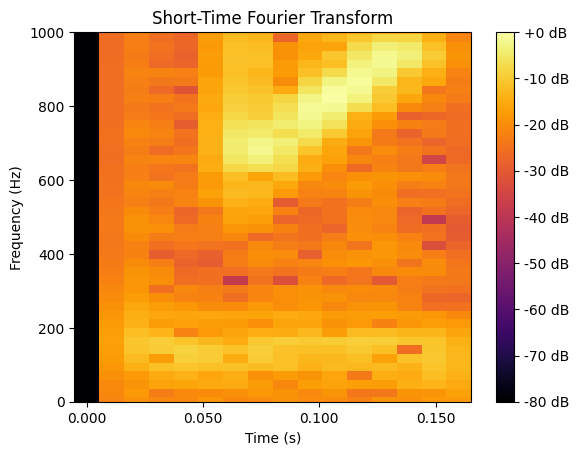 Short-Time Fourier Transform
Frequency (Hz)
1000
800
600
400
200
0
0.000
0.050
0.100
0.150
Time (s)
+0 dB
-10 dB
-20 dB
-30 dB
-40 dB
-50 dB
-60 dB
-70 dB
-80 dB